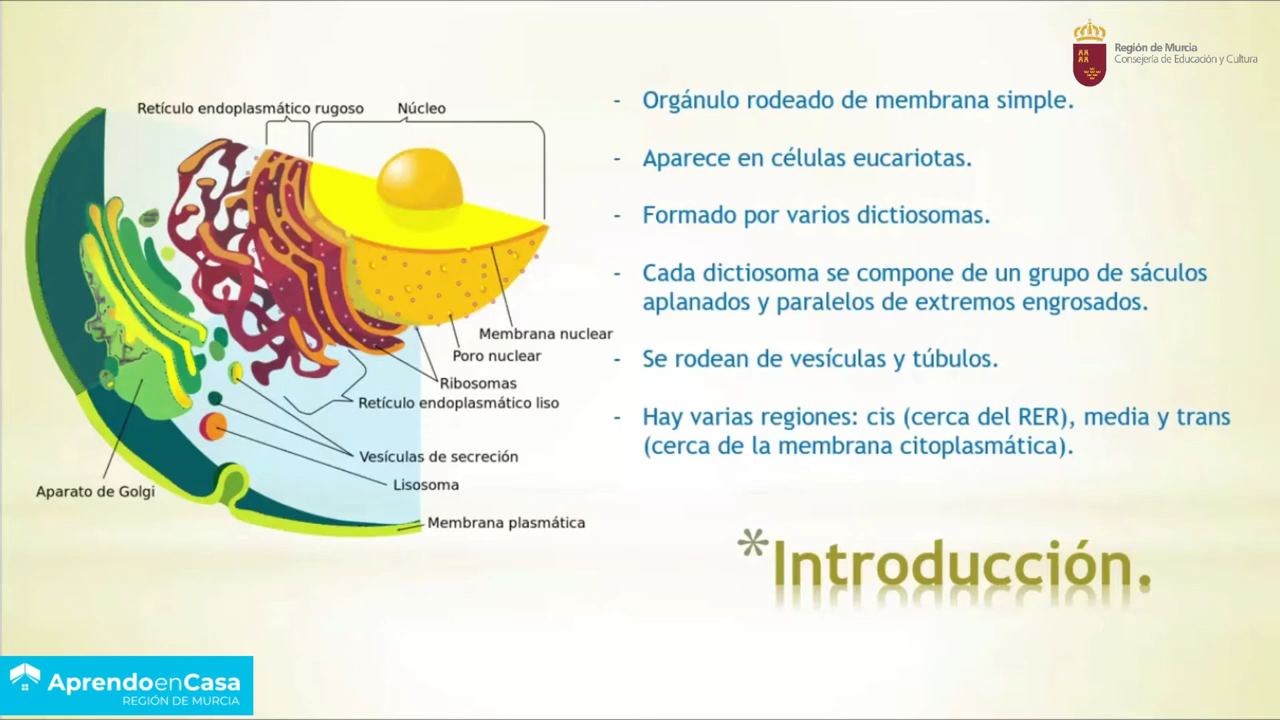 Región de Murcia
Consejería de Educación y Cultura
Retículo endoplasmático rugoso
Núcleo
Membrana nuclear
Poro nuclear
Ribosomas
Retículo endoplasmático liso
Vesículas de secreción
Lisosoma
Aparato de Golgi
Membrana plasmática
- Orgánulo rodeado de membrana simple.
- Aparece en células eucariotas.
- Formado por varios dictiosomas.
- Cada dictiosoma se compone de un grupo de sáculos
aplanados y paralelos de extremos engrosados.
- Se rodean de vesículas y túbulos.
- Hay varias regiones: cis (cerca del RER), media y trans
(cerca de la membrana citoplasmática).
*Introducción.
AprendoenCasa
REGIÓN DE MURCIA